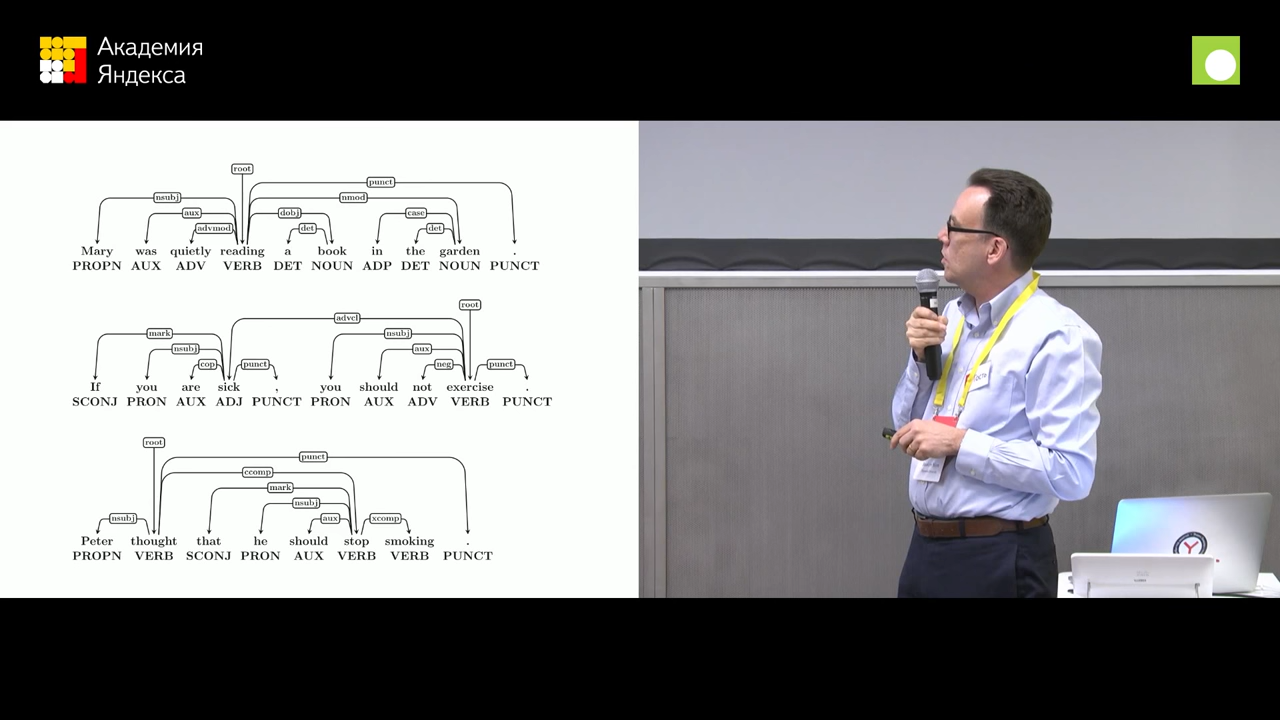 Академия
Яндекса
root
punct
nsubj nmod
aux dobj case
advmod det det
Mary was quietly reading a book in the garden .
PROPN AUX ADV VERB DET NOUN ADP DET NOUN PUNCT
root
advcl
mark nsubj
nsubj aux
cop punct neg punct
If you are sick , you should not exercise .
SCONJ PRON AUX ADJ PUNCT PRON AUX ADV VERB PUNCT
root
punct
ccomp
mark
nsubj
nsubj aux xcomp
Peter thought that he should stop smoking .
PROPN VERB SCONJ PRON AUX VERB VERB PUNCT